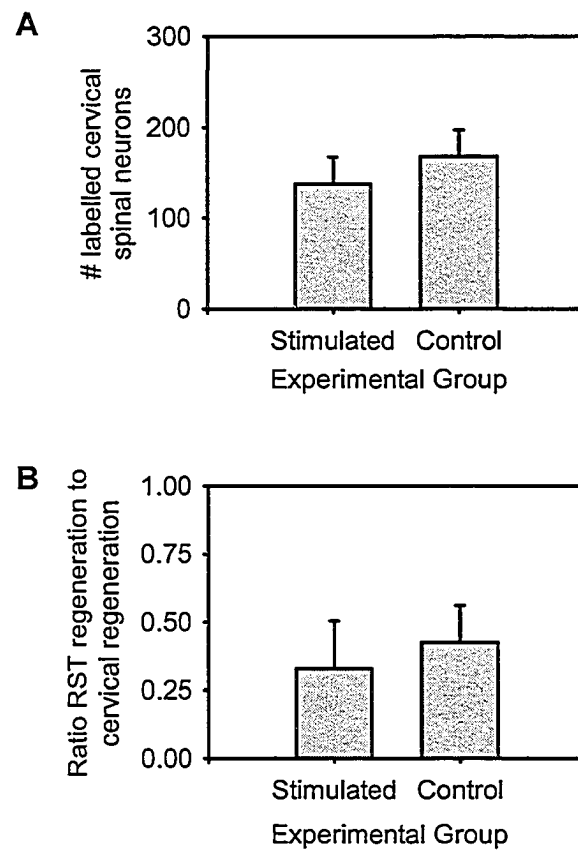 A
# labelled cervical
spinal neurons
300
200
100
0
Stimulated Control
Experimental Group
B
Ratio RST regeneration to
cervical regeneration
1.00
0.75
0.50
0.25
0.00
Stimulated Control
Experimental Group